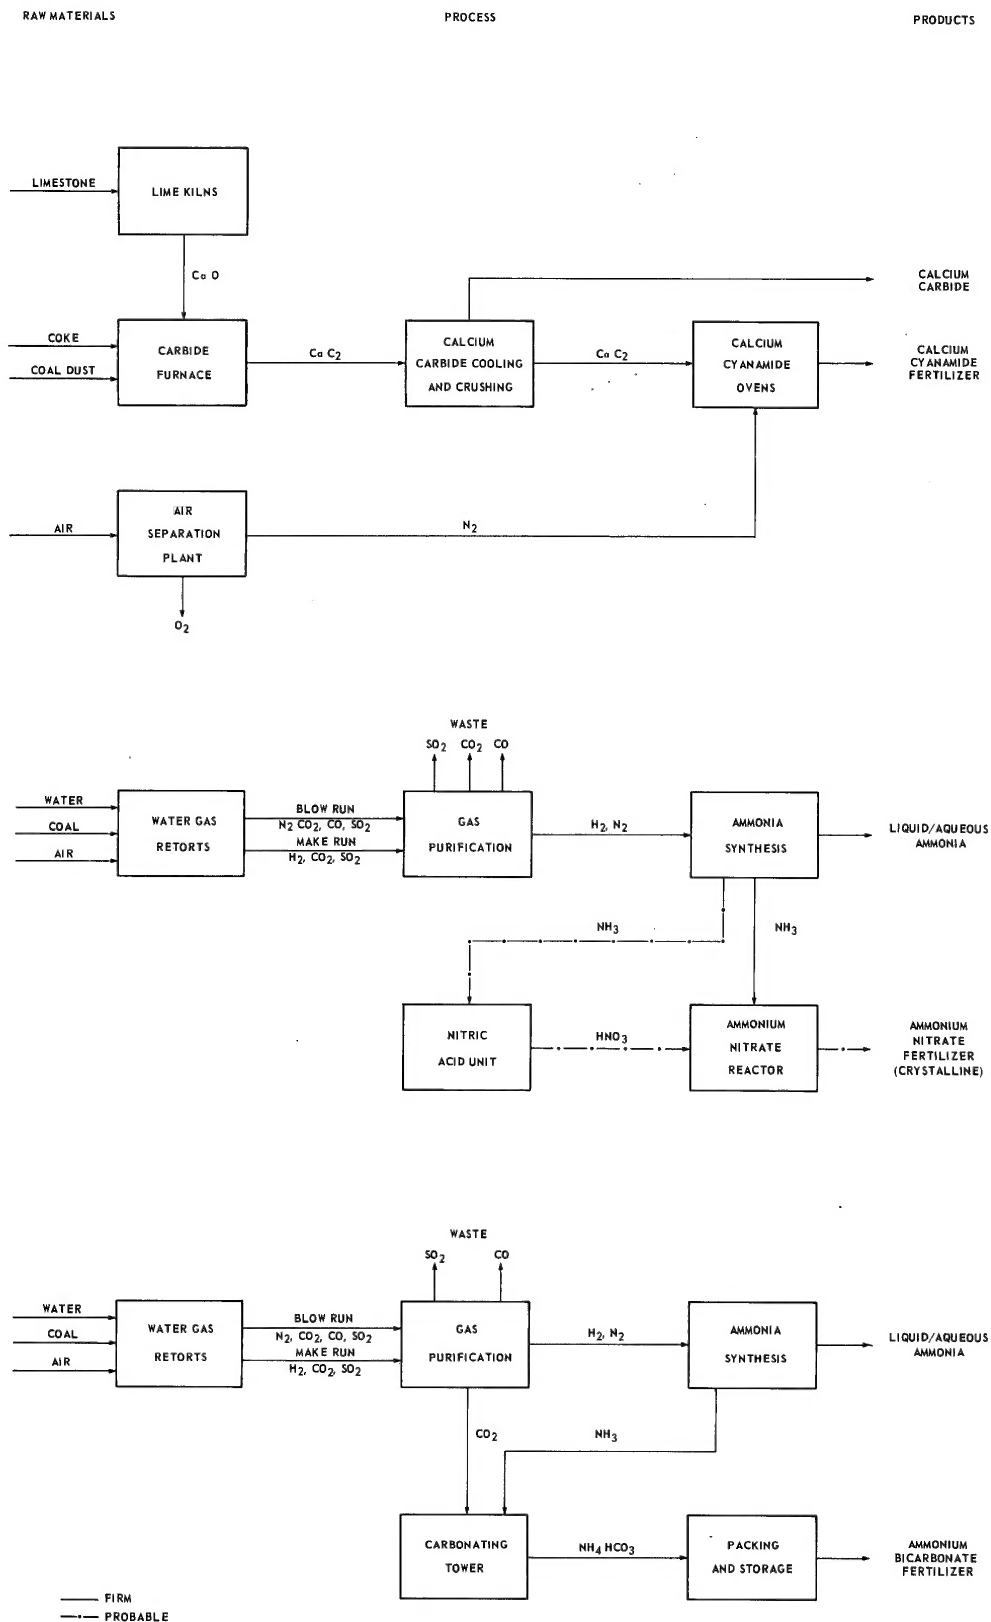 RAW MATERIALS
PROCESS
PRODUCTS
LIMESTONE
LIME KILNS
Ca O
CALCIUM
CARBIDE
COKE
COAL DUST
CARBIDE
FURNACE
Ca C2
CALCIUM
CARBIDE COOLING
AND CRUSHING
Ca C2
CALCIUM
CYANAMIDE
OVENS
CALCIUM
CYANAMIDE
FERTILIZER
AIR
AIR
SEPARATION
PLANT
N2
O2
WASTE
SO2 CO2 CO
WATER
COAL
AIR
WATER GAS
RETORTS
BLOW RUN
N2 CO2, CO, SO2
MAKE RUN
H2, CO2, SO2
GAS
PURIFICATION
H2, N2
AMMONIA
SYNTHESIS
LIQUID/AQUEOUS
AMMONIA
NH3
NH3
NITRIC
ACID UNIT
HNO3
AMMONIUM
NITRATE
REACTOR
AMMONIUM
NITRATE
FERTILIZER
(CRYSTALLINE)
WASTE
SO2 CO
WATER
COAL
AIR
WATER GAS
RETORTS
BLOW RUN
N2, CO2, CO, SO2
MAKE RUN
H2, CO2, SO2
GAS
PURIFICATION
H2, N2
AMMONIA
SYNTHESIS
LIQUID/AQUEOUS
AMMONIA
CO2
NH3
CARBONATING
TOWER
NH4 HCO3
PACKING
AND STORAGE
AMMONIUM
BICARBONATE
FERTILIZER
FIRM
PROBABLE